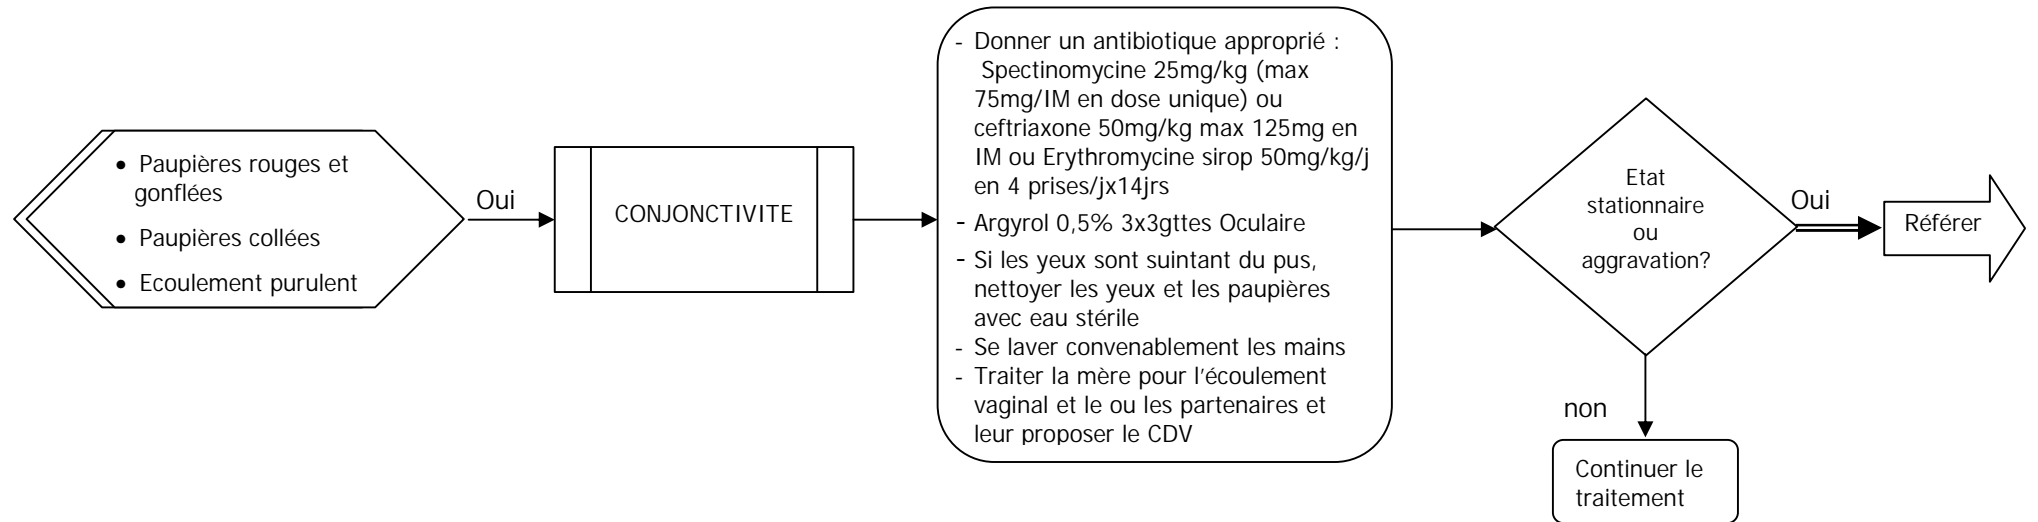 • Paupières rouges et
gonflées
• Paupières collées
• Ecoulement purulent
Oui
CONJONCTIVITE
- Donner un antibiotique approprié :
Spectinomycine 25mg/kg (max
75mg/IM en dose unique) ou
ceftriaxone 50mg/kg max 125mg en
IM ou Erythromycine sirop 50mg/kg/j
en 4 prises/jx14jrs
- Argyrol 0,5% 3x3gttes Oculaire
- Si les yeux sont suintant du pus,
nettoyer les yeux et les paupières
avec eau stérile
- Se laver convenablement les mains
- Traiter la mère pour l'écoulement
vaginal et le ou les partenaires et
leur proposer le CDV
Etat
stationnaire
ou
aggravation?
Oui
Référer
non
Continuer le
traitement